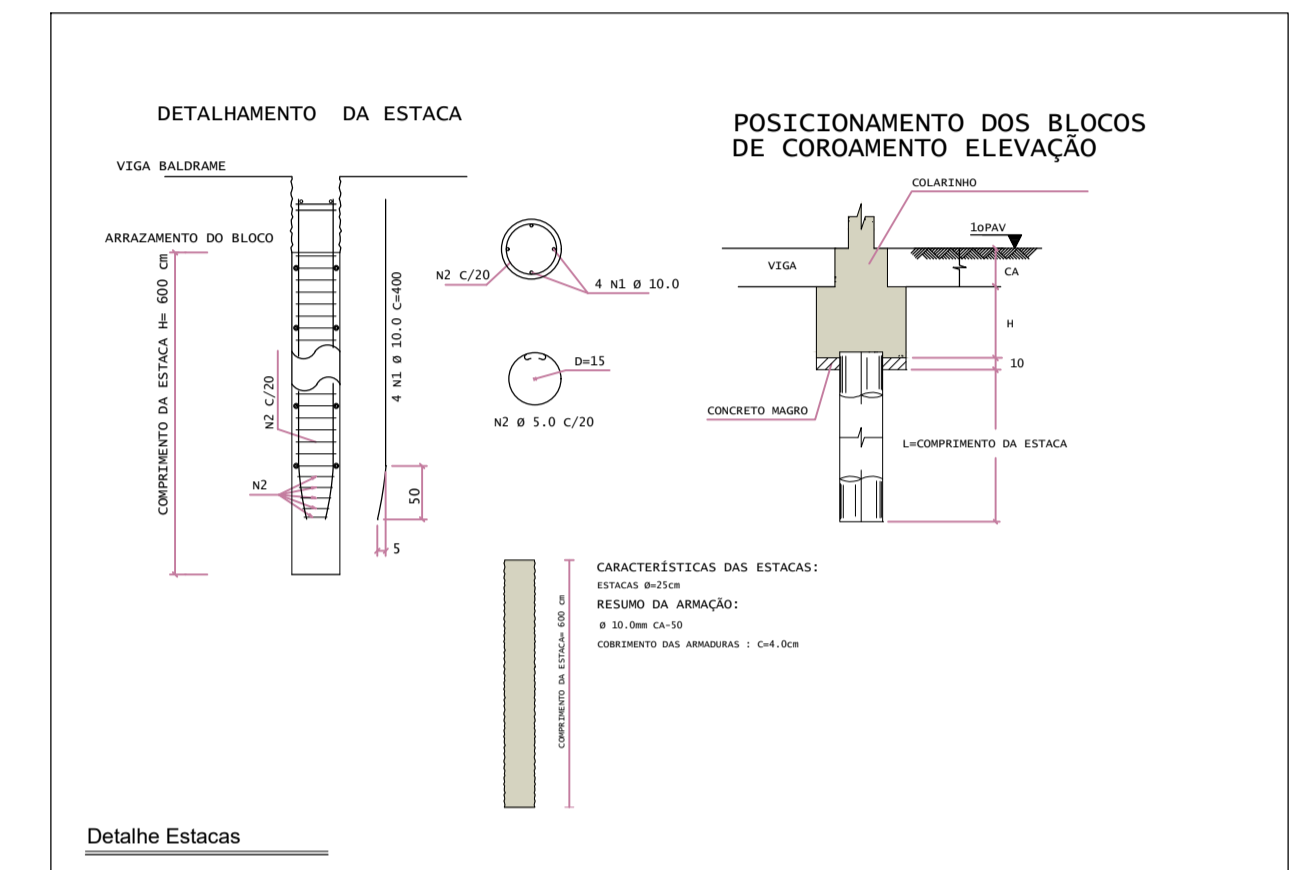 DETALHAMENTO DA ESTACA
VIGA BALDRAME
ARRAZAMENTO DO BLOCO
COMPRIMENTO DA ESTACA H= 600 cm
N2 C/20
N2
4 N1 Ø 10.0 C=400
50
5
N2 C/20
4 N1 Ø 10.0
D=15
N2 Ø 5.0 C/20
POSICIONAMENTO DOS BLOCOS
DE COROAMENTO ELEVAÇÃO
COLARINHO
1oPAV
VIGA
CA
H
10
CONCRETO MAGRO
L=COMPRIMENTO DA ESTACA
COMPRIMENTO DA ESTACA= 600 cm
CARACTERÍSTICAS DAS ESTACAS:
ESTACAS Ø=25cm
RESUMO DA ARMAÇÃO:
Ø 10.0mm CA-50
COBRIMENTO DAS ARMADURAS : C=4.0cm
Detalhe Estacas